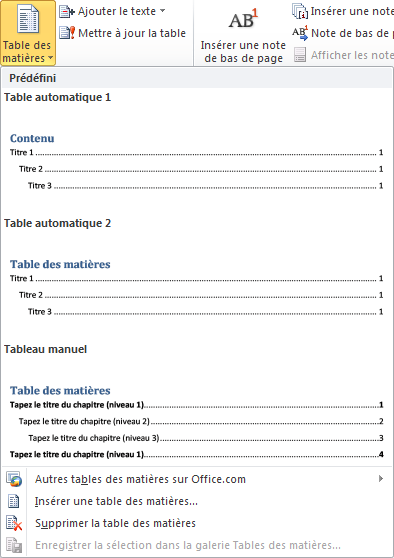 Table des
matières
Ajouter le texte
Mettre à jour la table
AB1
Insérer une note
de bas de page
Insérer une note
Note de bas de p
Afficher les note
Prédéfini
Table automatique 1
Contenu
Titre 1 ........ 1
Titre 2 ........ 1
Titre 3 ........ 1
Table automatique 2
Table des matières
Titre 1 ........ 1
Titre 2 ........ 1
Titre 3 ........ 1
Tableau manuel
Table des matières
Tapez le titre du chapitre (niveau 1)........1
Tapez le titre du chapitre (niveau 2)........2
Tapez le titre du chapitre (niveau 3)........3
Tapez le titre du chapitre (niveau 1)........4
Autres tables des matières sur Office.com
Insérer une table des matières...
Supprimer la table des matières
Enregistrer la sélection dans la galerie Tables des matières...